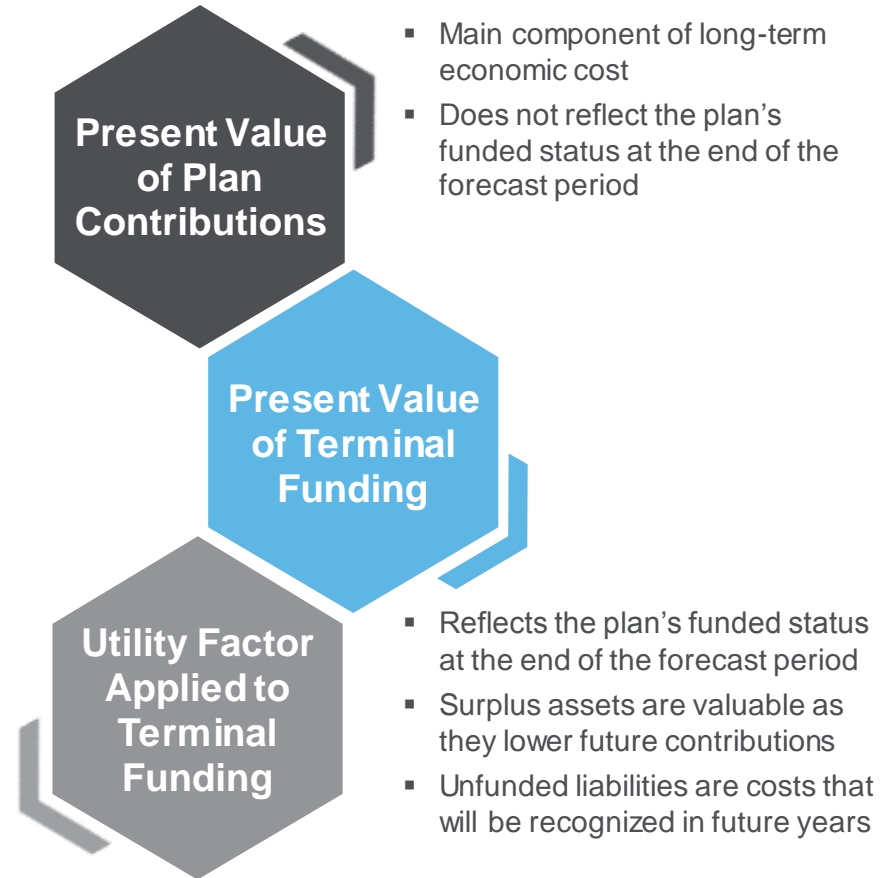 Present Value
of Plan
Contributions
▪ Main component of long-term
economic cost
▪ Does not reflect the plan's
funded status at the end of the
forecast period
Present Value
of Terminal
Funding
Utility Factor
Applied to
Terminal
Funding
▪ Reflects the plan's funded status
at the end of the forecast period
▪ Surplus assets are valuable as
they lower future contributions
▪ Unfunded liabilities are costs that
will be recognized in future years